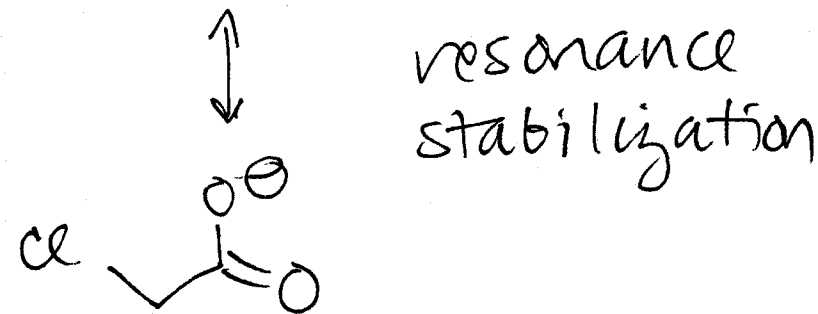 resonance
stabilization
O⊖
Cl
O